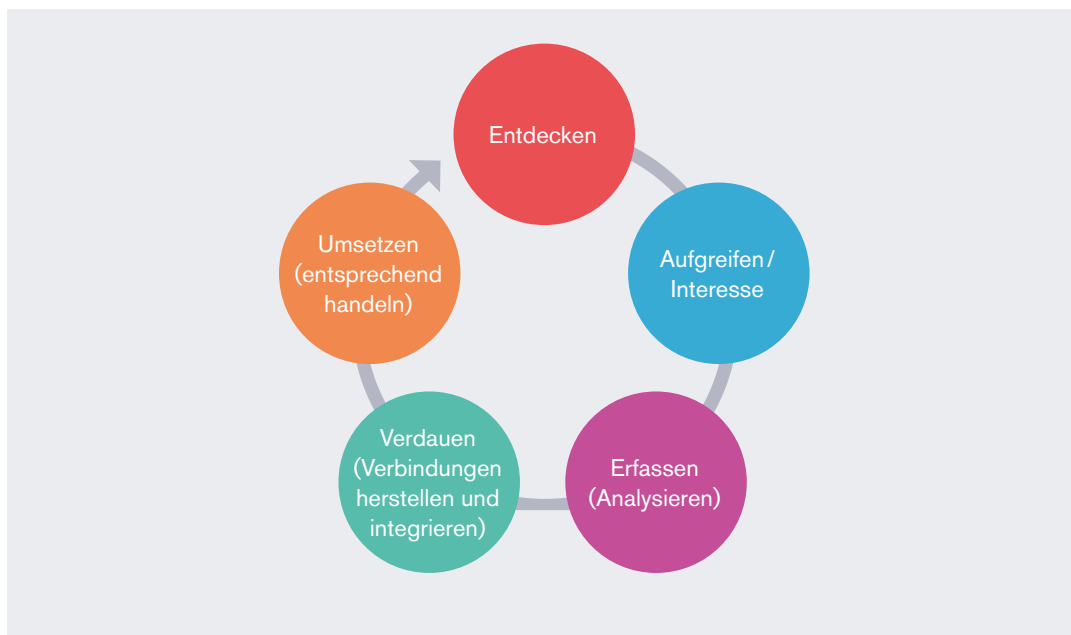 Entdecken
Aufgreifen /
Interesse
Erfassen
(Analysieren)
Verdauen
(Verbindungen
herstellen und
integrieren)
Umsetzen
(entsprechend
handeln)